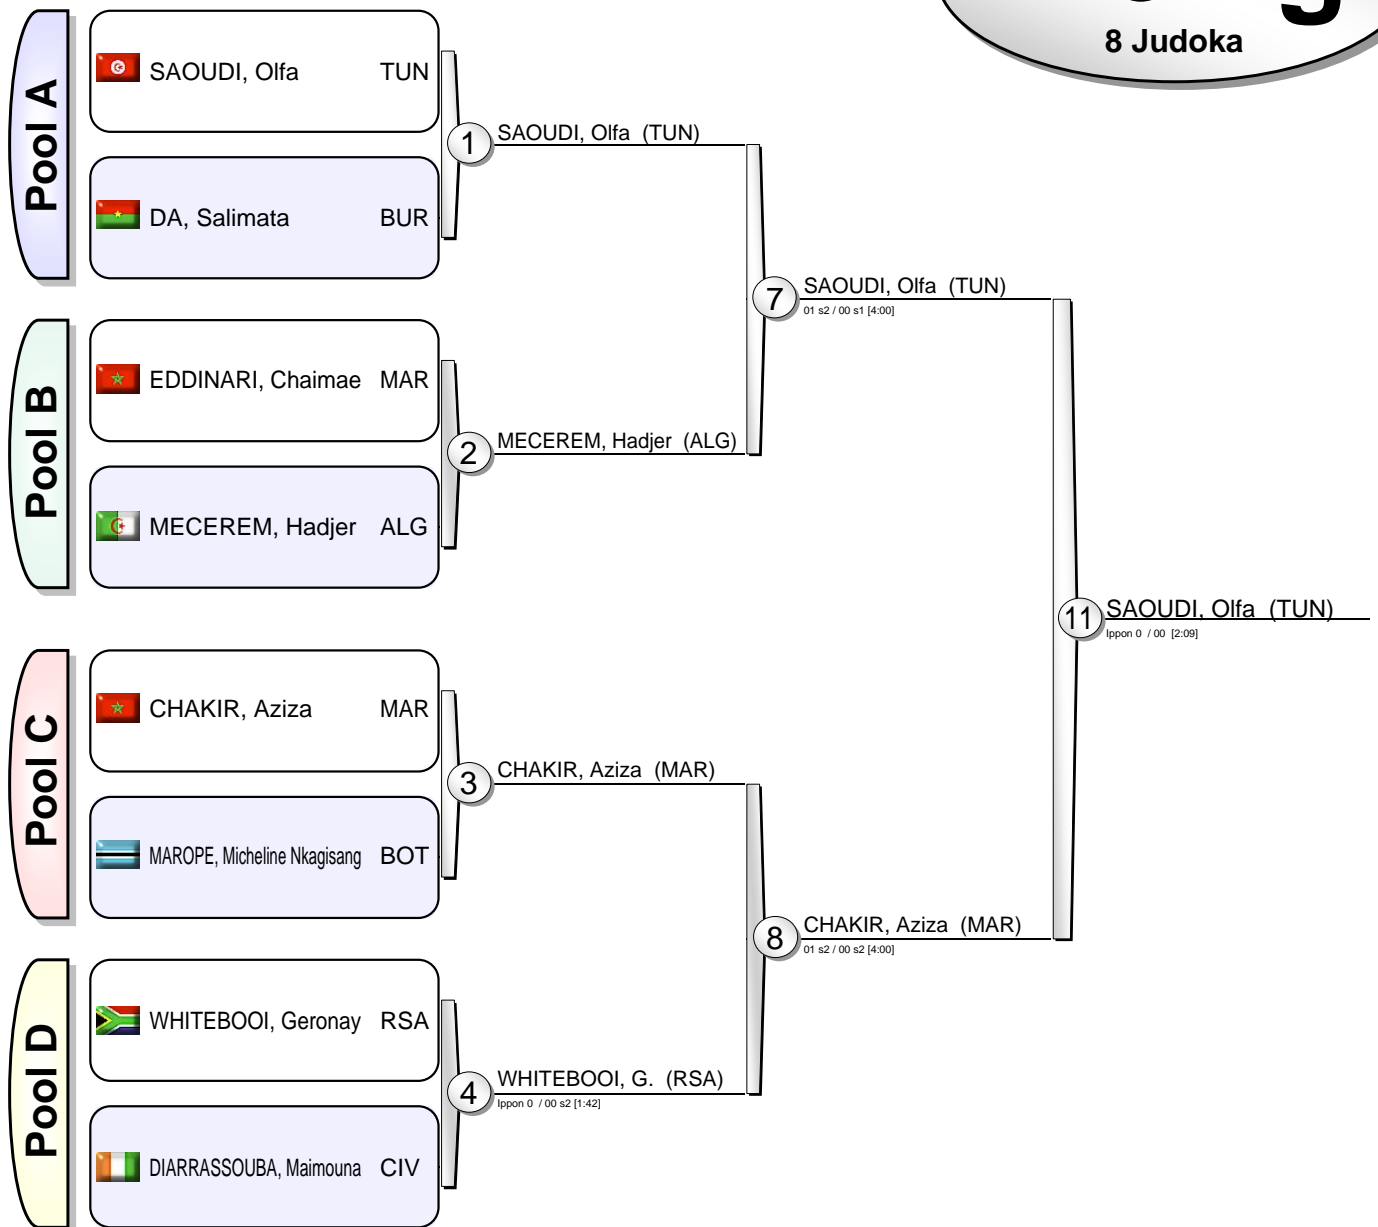 8 Judoka
Pool A
SAOUDI, Olfa TUN
DA, Salimata BUR
1
SAOUDI, Olfa (TUN)
Pool B
EDDINARI, Chaimae MAR
MECEREM, Hadjer ALG
2
MECEREM, Hadjer (ALG)
7
SAOUDI, Olfa (TUN)
01 s2 / 00 s1 [4:00]
Pool C
CHAKIR, Aziza MAR
MAROPE, Micheline Nkagisang BOT
3
CHAKIR, Aziza (MAR)
Pool D
WHITEBOOI, Geronay RSA
DIARRASSOUBA, Maimouna CIV
4
WHITEBOOI, G. (RSA)
Ippon 0 / 00 s2 [1:42]
8
CHAKIR, Aziza (MAR)
01 s2 / 00 s2 [4:00]
11
SAOUDI, Olfa (TUN)
Ippon 0 / 00 [2:09]